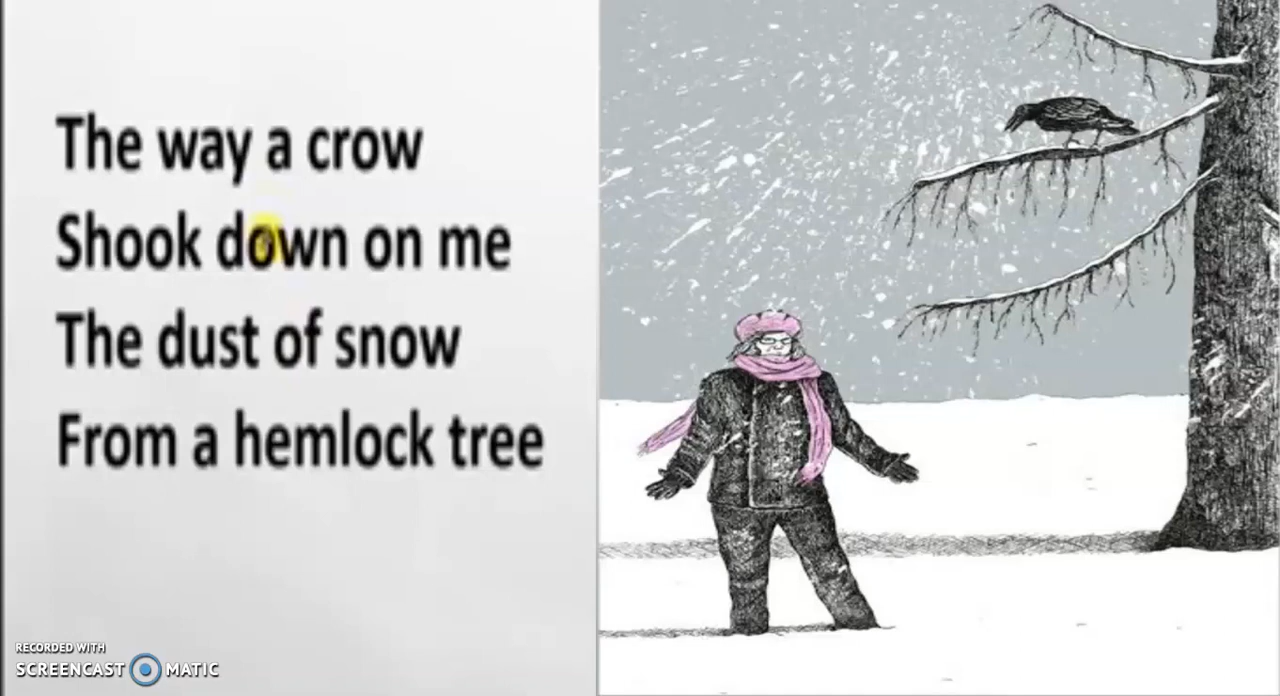 The way a crow
Shook down on me
The dust of snow
From a hemlock tree
RECORDED WITH
SCREENCAST MATIC